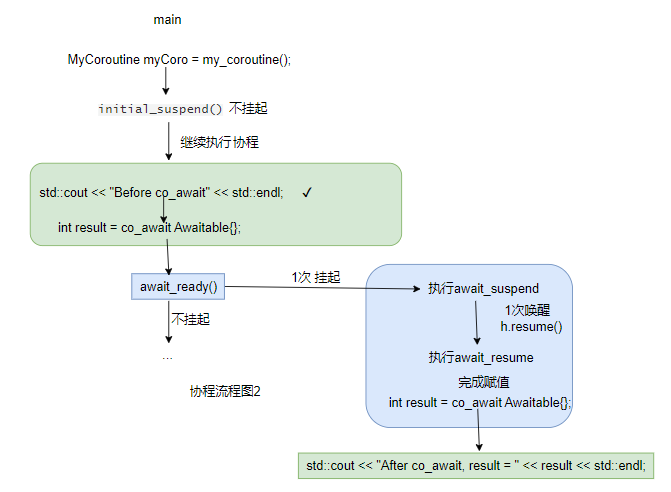 main
MyCoroutine myCoro = my_coroutine();
initial_suspend() 不挂起
继续执行 协程
std::cout << "Before co_await" << std::endl; ✓
int result = co_await Awaitable{};
await_ready()
1次 挂起
不挂起
...
执行await_suspend
1次唤醒
h.resume()
执行await_resume
完成赋值
int result = co_await Awaitable{};
协程流程图2
std::cout << "After co_await, result = " << result << std::endl;